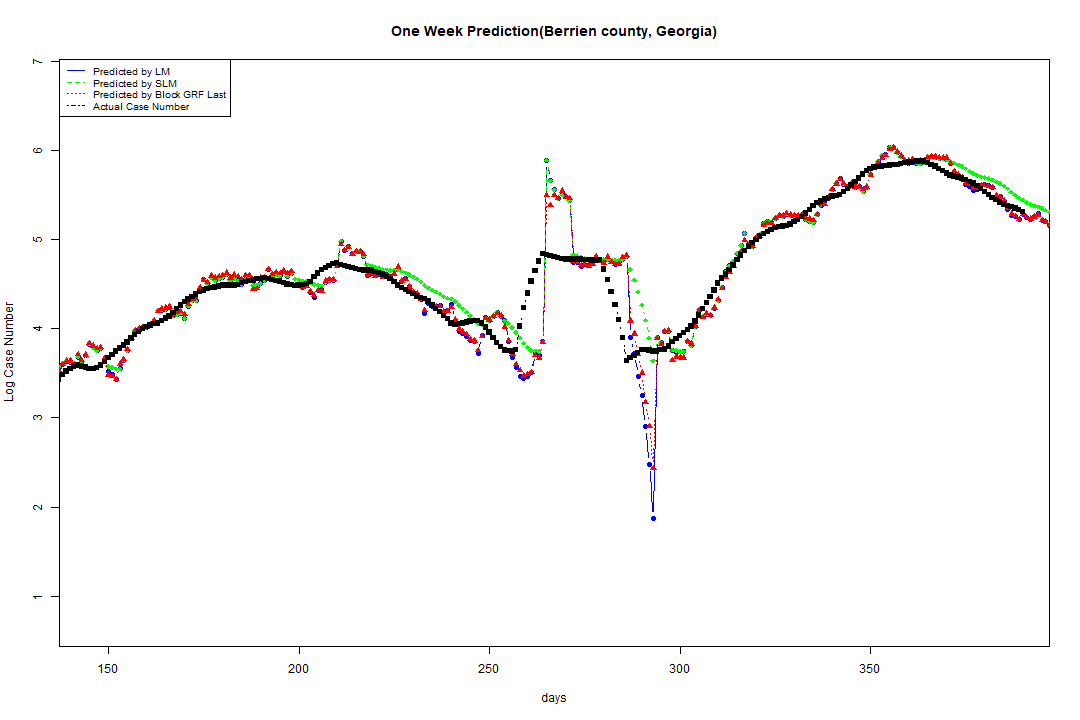 One Week Prediction(Berrien county, Georgia)
Predicted by LM
Predicted by SLM
Predicted by Block GRF Last
Actual Case Number
7
6
5
4
3
2
1
Log Case Number
150 200 250 300 350
days